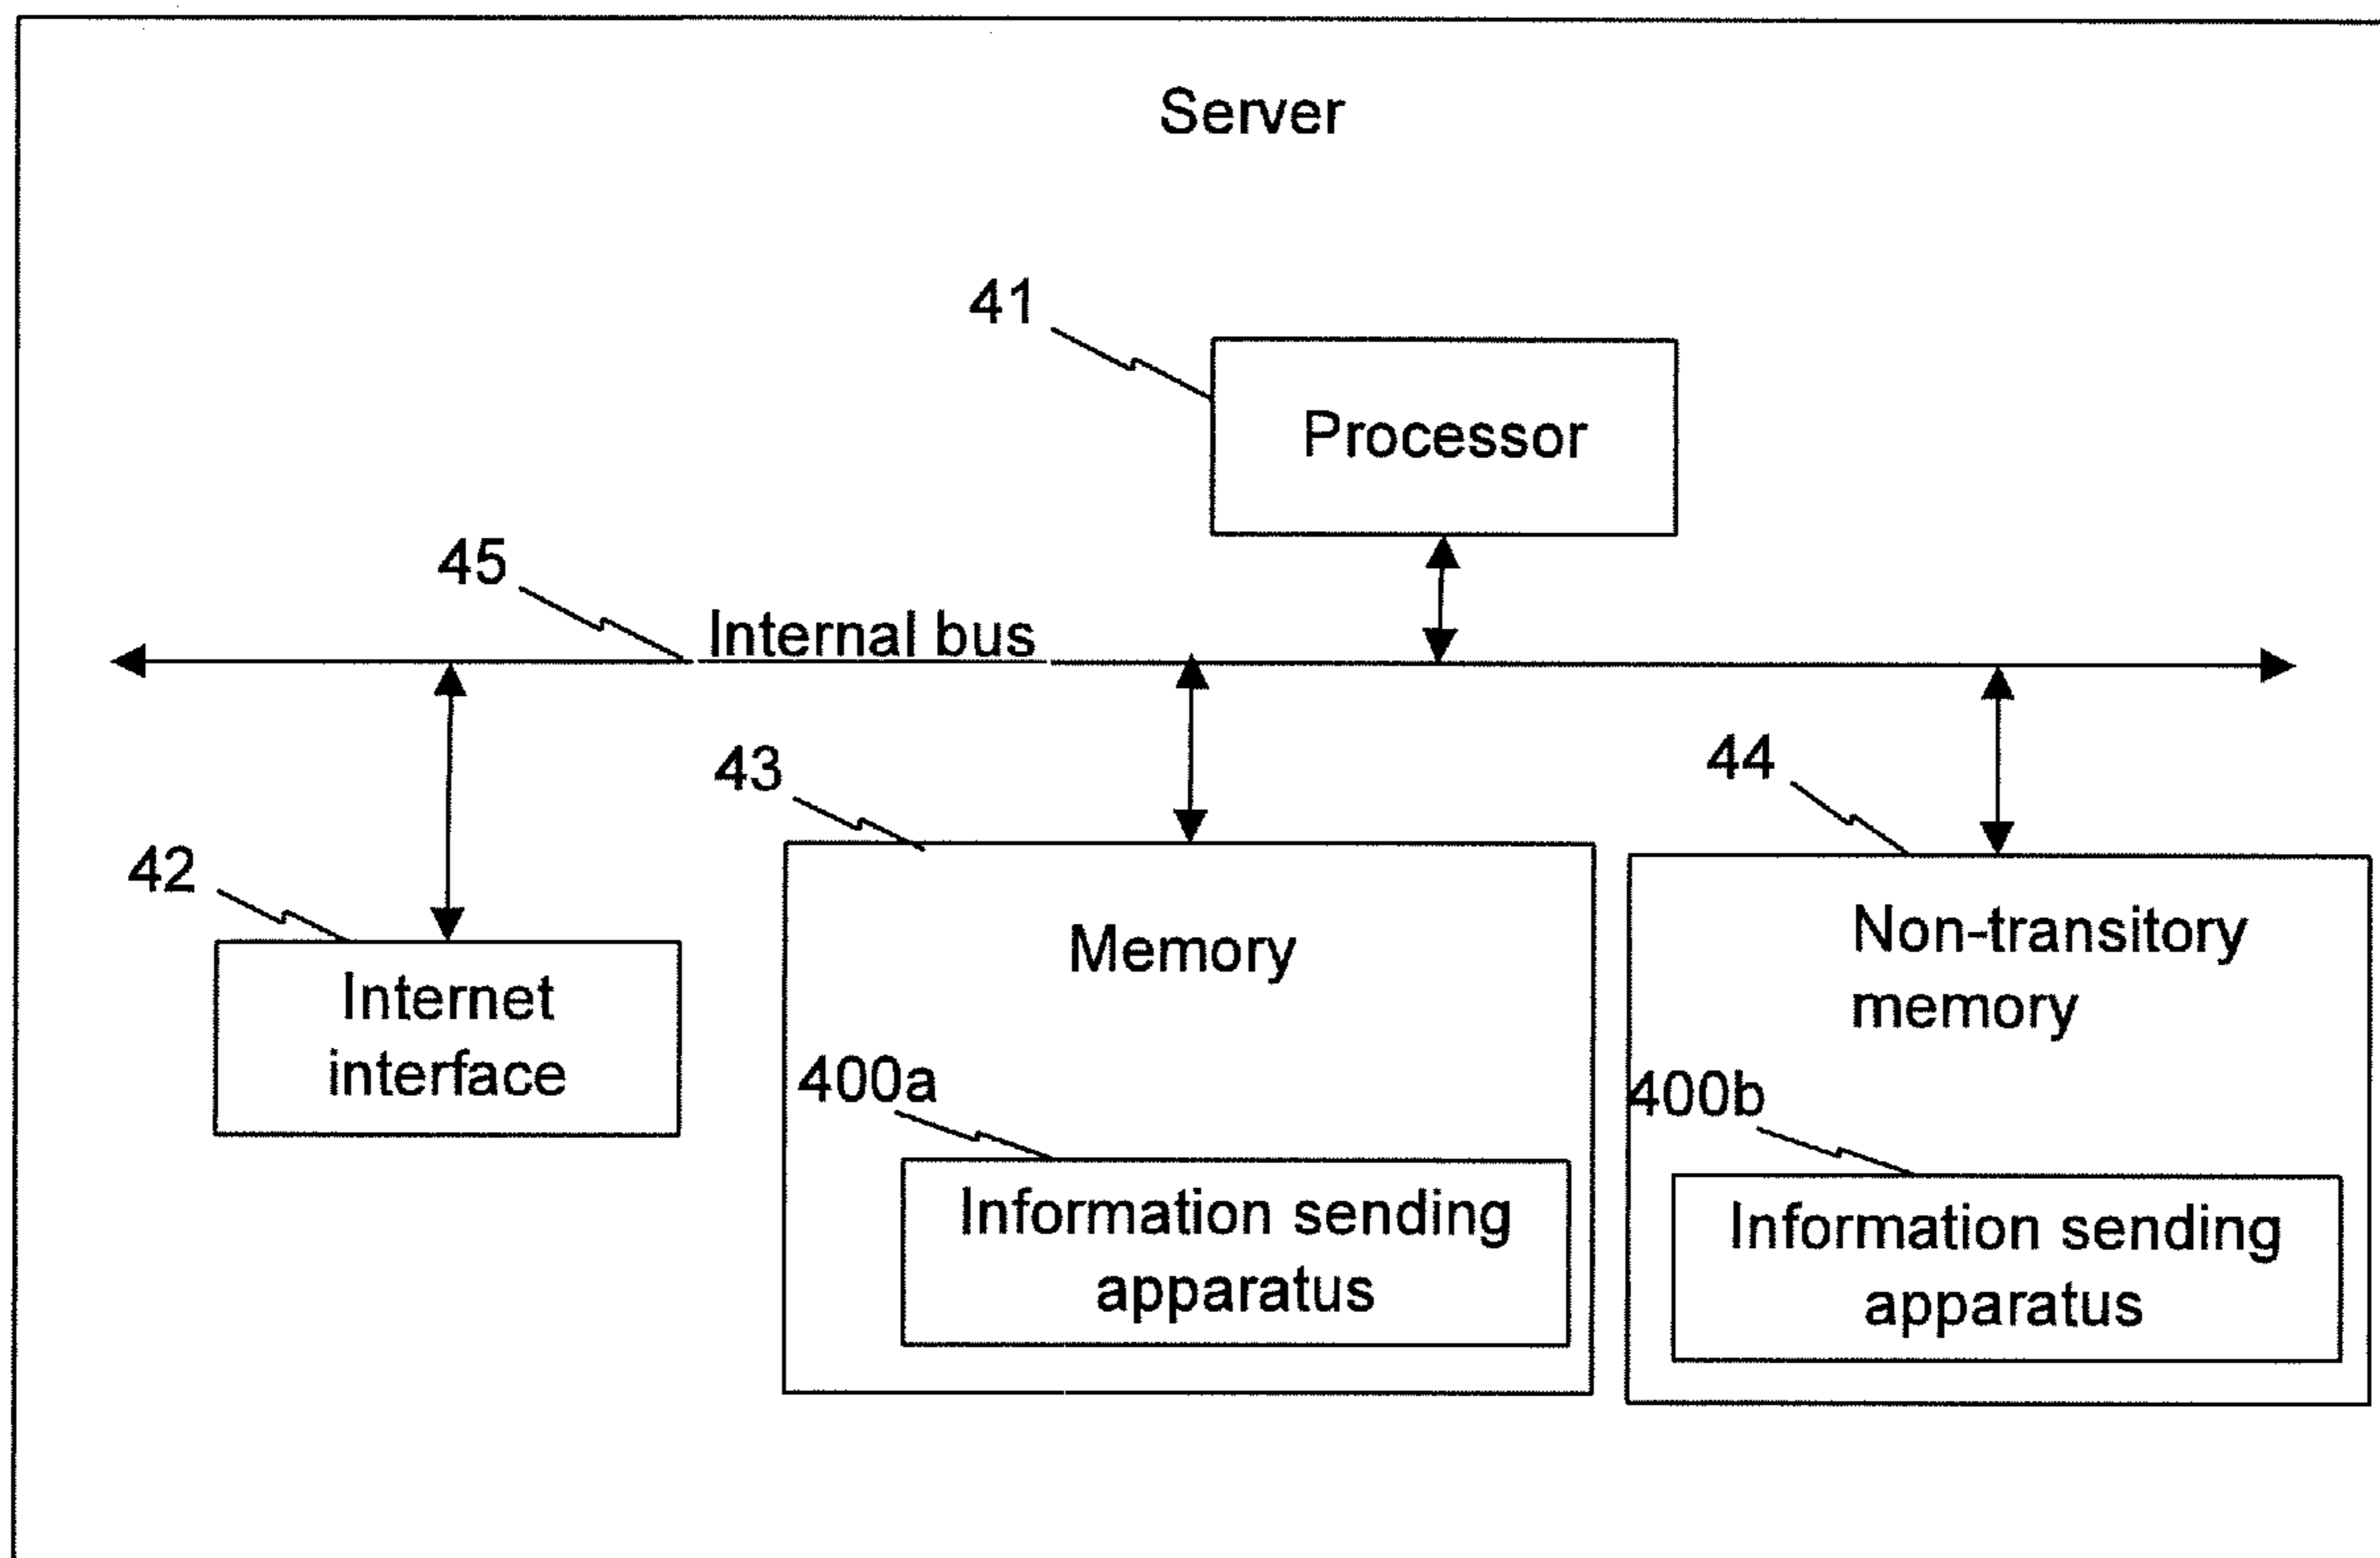 Server
41
Processor
45
Internal bus
43
44
42
Memory
Non-transitory
memory
Internet
interface
400a
400b
Information sending
apparatus
Information sending
apparatus